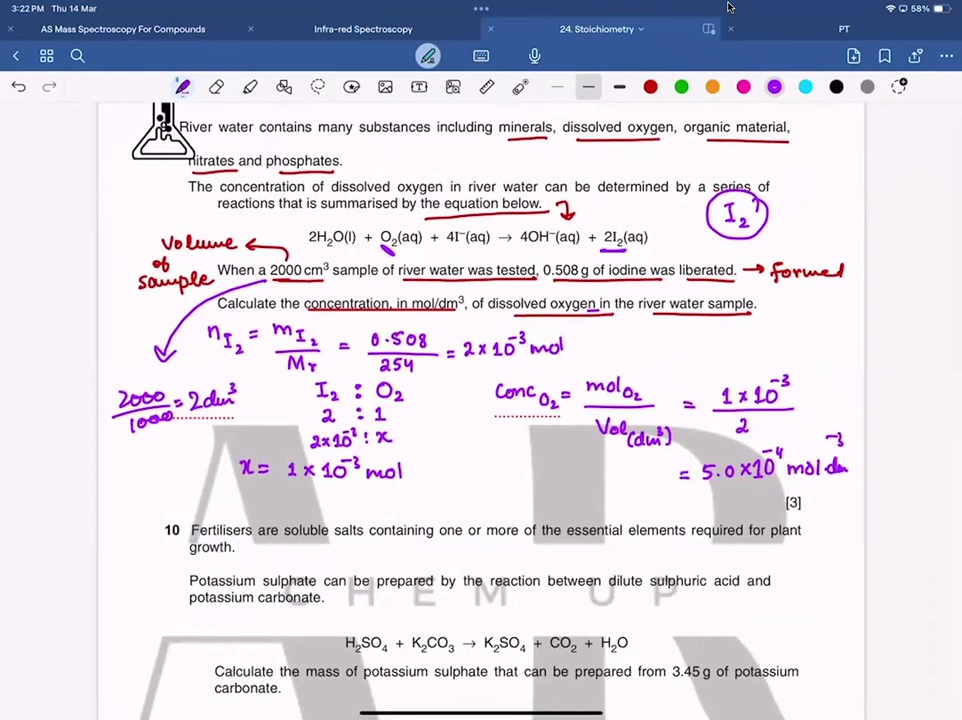 3:22 PM Thu 14 Mar
58%
AS Mass Spectroscopy For Compounds
Infra-red Spectroscopy
24. Stoichiometry
PT
River water contains many substances including minerals, dissolved oxygen, organic material,
nitrates and phosphates.
The concentration of dissolved oxygen in river water can be determined by a series of
reactions that is summarised by the equation below.
I₂ ↑
2H₂O(l) + O₂(aq) + 4I⁻(aq) → 4OH⁻(aq) + 2I₂(aq)
volume
of
sample
When a 2000 cm³ sample of river water was tested, 0.508 g of iodine was liberated.
→ formed
Calculate the concentration, in mol/dm³, of dissolved oxygen in the river water sample.
n I₂ = m I₂ / Mr = 0.508 / 254 = 2 x 10⁻³ mol
2000 / 1000 = 2dm³
I₂ : O₂
2 : 1
2x10⁻³ : x
x = 1 x 10⁻³ mol
Conc O₂ = mol O₂ / Vol (dm³) = 1 x 10⁻³ / 2
= 5.0 x 10⁻⁴ mol dm⁻³
[3]
10 Fertilisers are soluble salts containing one or more of the essential elements required for plant
growth.
Potassium sulphate can be prepared by the reaction between dilute sulphuric acid and
potassium carbonate.
CHEM UP
H₂SO₄ + K₂CO₃ → K₂SO₄ + CO₂ + H₂O
Calculate the mass of potassium sulphate that can be prepared from 3.45 g of potassium
carbonate.